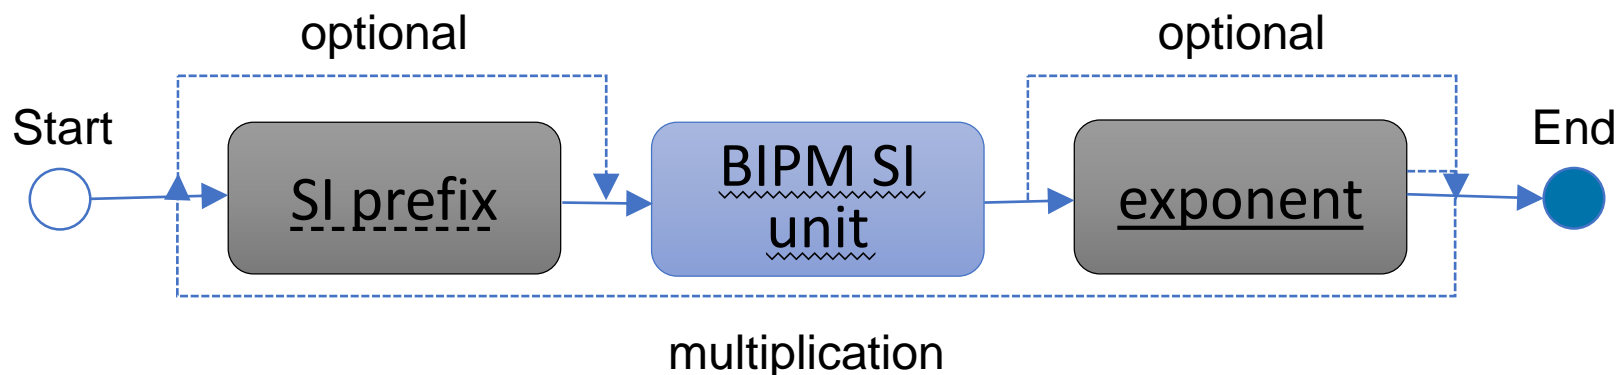 optional
optional
Start
End
SI prefix
BIPM SI
unit
exponent
multiplication